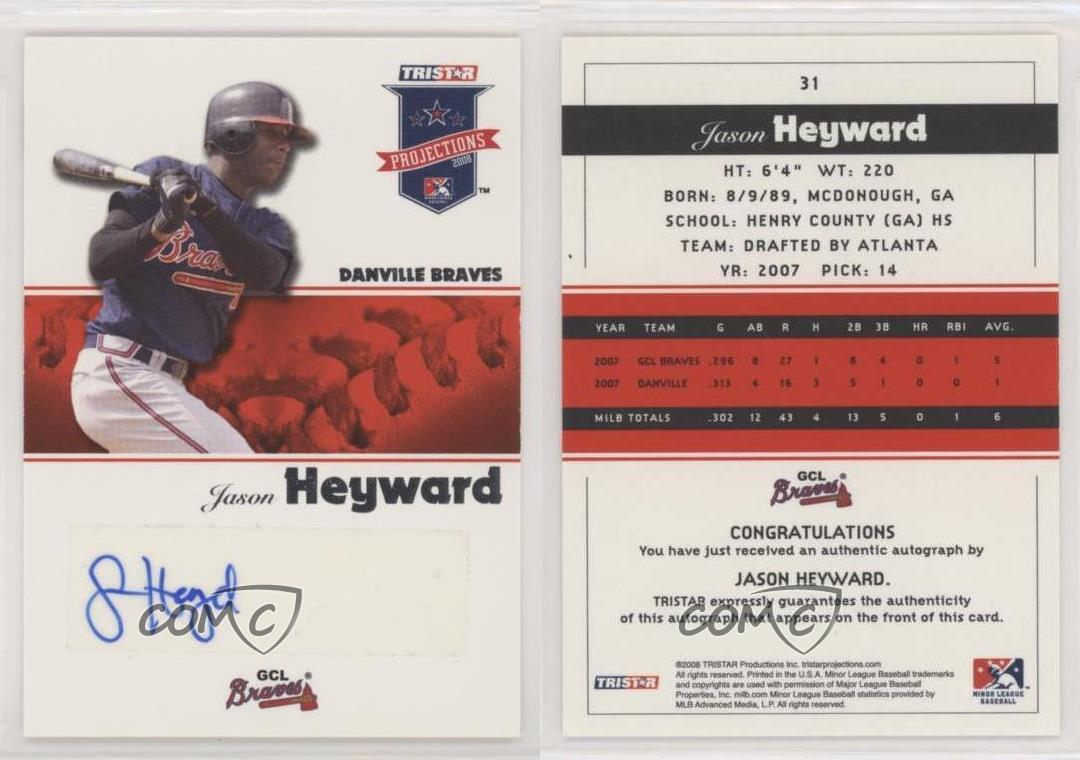 TRISTAR
PROJECTIONS
2008
MINOR LEAGUE
BASEBALL
TM
Braves
DANVILLE BRAVES
Jason Heyward
GCL
Braves®
COMC
31
Jason Heyward
HT: 6'4" WT: 220
BORN: 8/9/89, MCDONOUGH, GA
SCHOOL: HENRY COUNTY (GA) HS
TEAM: DRAFTED BY ATLANTA
YR: 2007 PICK: 14
YEAR TEAM G AB R H 2B 3B HR RBI AVG.
2007 GCL BRAVES .296 8 27 1 8 4 0 1 5
2007 DANVILLE .313 4 16 3 5 1 0 0 1
MILB TOTALS .302 12 43 4 13 5 0 1 6
GCL
Braves®
CONGRATULATIONS
You have just received an authentic autograph by
JASON HEYWARD.
TRISTAR expressly guarantees the authenticity
of this autograph that appears on the front of this card.
COMC
©2008 TRISTAR Productions Inc. tristarprojections.com
All rights reserved. Printed in the U.S.A. Minor League Baseball trademarks
and copyrights are used with permission of Major League Baseball
Properties, Inc. milb.com Minor League Baseball statistics provided by
MLB Advanced Media, L.P. All rights reserved.
TRISTAR
MINOR LEAGUE
BASEBALL